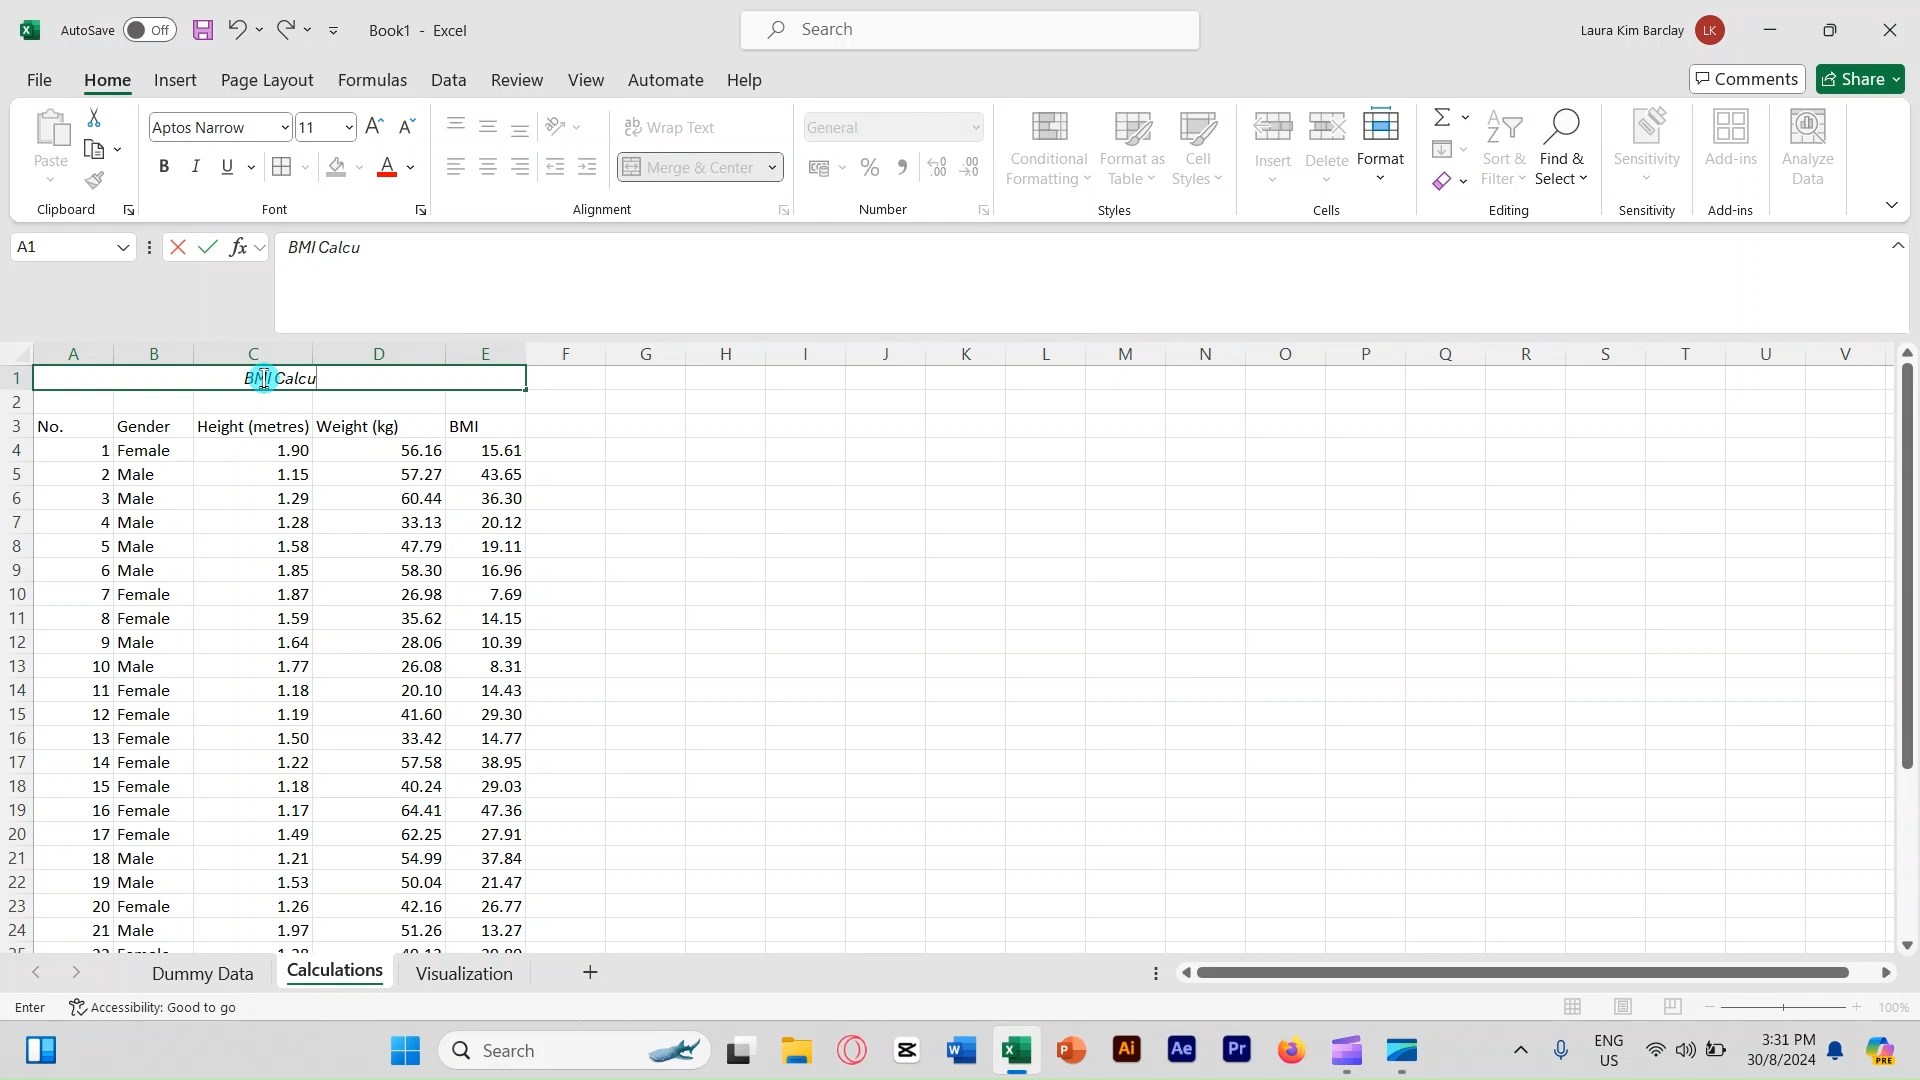 AutoSave Off Book1 - Excel Search Laura Kim Barclay LK
File Home Insert Page Layout Formulas Data Review View Automate Help Comments Share
Aptos Narrow 11 Wrap Text General
Paste B I U A Merge & Center % , Conditional Formatting Format as Table Cell Styles Insert Delete Format Sort & Filter Find & Select Sensitivity Add-ins Analyze Data
Clipboard Font Alignment Number Styles Cells Editing Sensitivity Add-ins
A1 fx BMI Calcu
A B C D E F G H I J K L M N O P Q R S T U V
1 BMI Calcu
2
3 No. Gender Height (metres) Weight (kg) BMI
4 1 Female 1.90 56.16 15.61
5 2 Male 1.15 57.27 43.65
6 3 Male 1.29 60.44 36.30
7 4 Male 1.28 33.13 20.12
8 5 Male 1.58 47.79 19.11
9 6 Male 1.85 58.30 16.96
10 7 Female 1.87 26.98 7.69
11 8 Female 1.59 35.62 14.15
12 9 Male 1.64 28.06 10.39
13 10 Male 1.77 26.08 8.31
14 11 Female 1.18 20.10 14.43
15 12 Female 1.19 41.60 29.30
16 13 Female 1.50 33.42 14.77
17 14 Female 1.22 57.58 38.95
18 15 Female 1.18 40.24 29.03
19 16 Female 1.17 64.41 47.36
20 17 Female 1.49 62.25 27.91
21 18 Male 1.21 54.99 37.84
22 19 Male 1.53 50.04 21.47
23 20 Female 1.26 42.16 26.77
24 21 Male 1.97 51.26 13.27
Dummy Data Calculations Visualization
Enter Accessibility: Good to go 100%
Search W P Ai Ae Pr ENG US 3:31 PM 30/8/2024 PRE